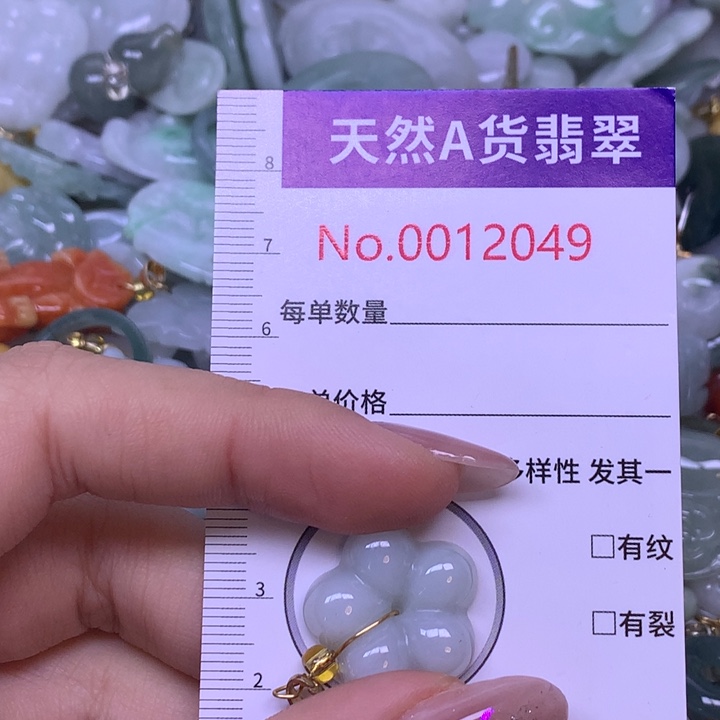 天然A货翡翠
No.0012049
8
7
每单数量
6
单价格
多样性 发其一
□有纹
3
□有裂
2